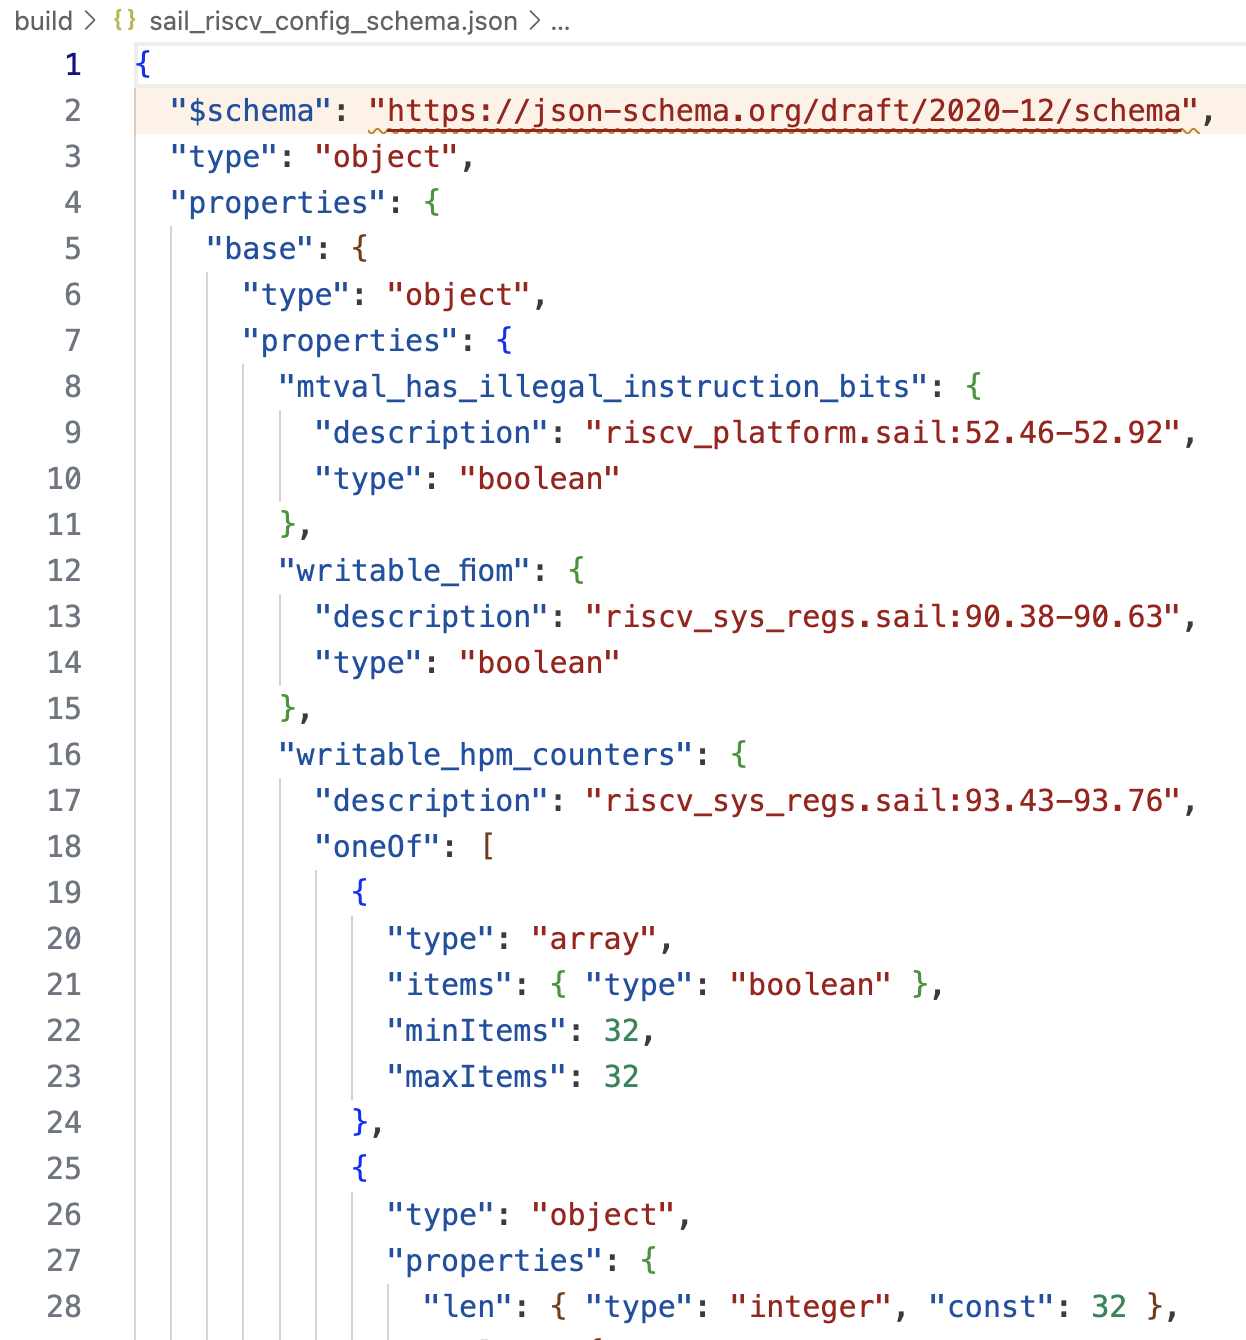 build > {} sail_riscv_config_schema.json > ...
1 {
2 "$schema": "https://json-schema.org/draft/2020-12/schema",
3 "type": "object",
4 "properties": {
5 "base": {
6 "type": "object",
7 "properties": {
8 "mtval_has_illegal_instruction_bits": {
9 "description": "riscv_platform.sail:52.46-52.92",
10 "type": "boolean"
11 },
12 "writable_fiom": {
13 "description": "riscv_sys_regs.sail:90.38-90.63",
14 "type": "boolean"
15 },
16 "writable_hpm_counters": {
17 "description": "riscv_sys_regs.sail:93.43-93.76",
18 "oneOf": [
19 {
20 "type": "array",
21 "items": { "type": "boolean" },
22 "minItems": 32,
23 "maxItems": 32
24 },
25 {
26 "type": "object",
27 "properties": {
28 "len": { "type": "integer", "const": 32 },